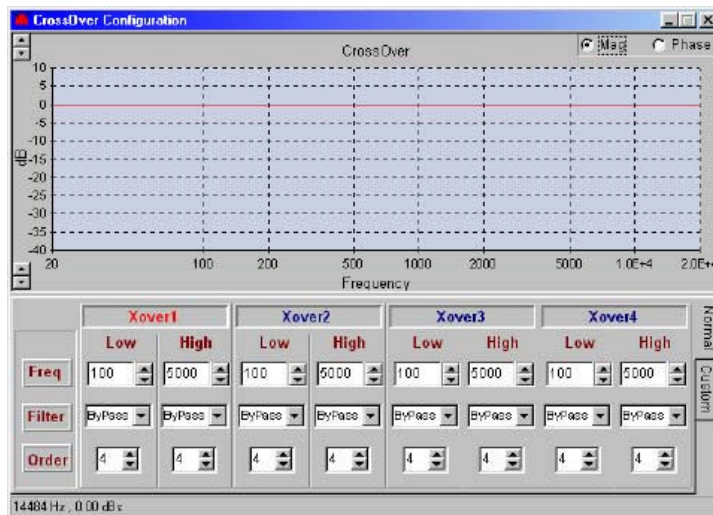 CrossOver Configuration
CrossOver
Mag
Phase
10
5
0
-5
-10
-15
-20
-25
-30
-35
-40
dB
20 100 200 500 1000 2000 5000 1.0E+4 2.0E+4
Frequency
Xover1 Xover2 Xover3 Xover4
Low High Low High Low High Low High
Freq 100 5000 100 5000 100 5000 100 5000
Filter ByPass ByPass ByPass ByPass ByPass ByPass ByPass ByPass
Order 4 4 4 4 4 4 4 4
Normal
Custom
14484 Hz , 0.00 dBs